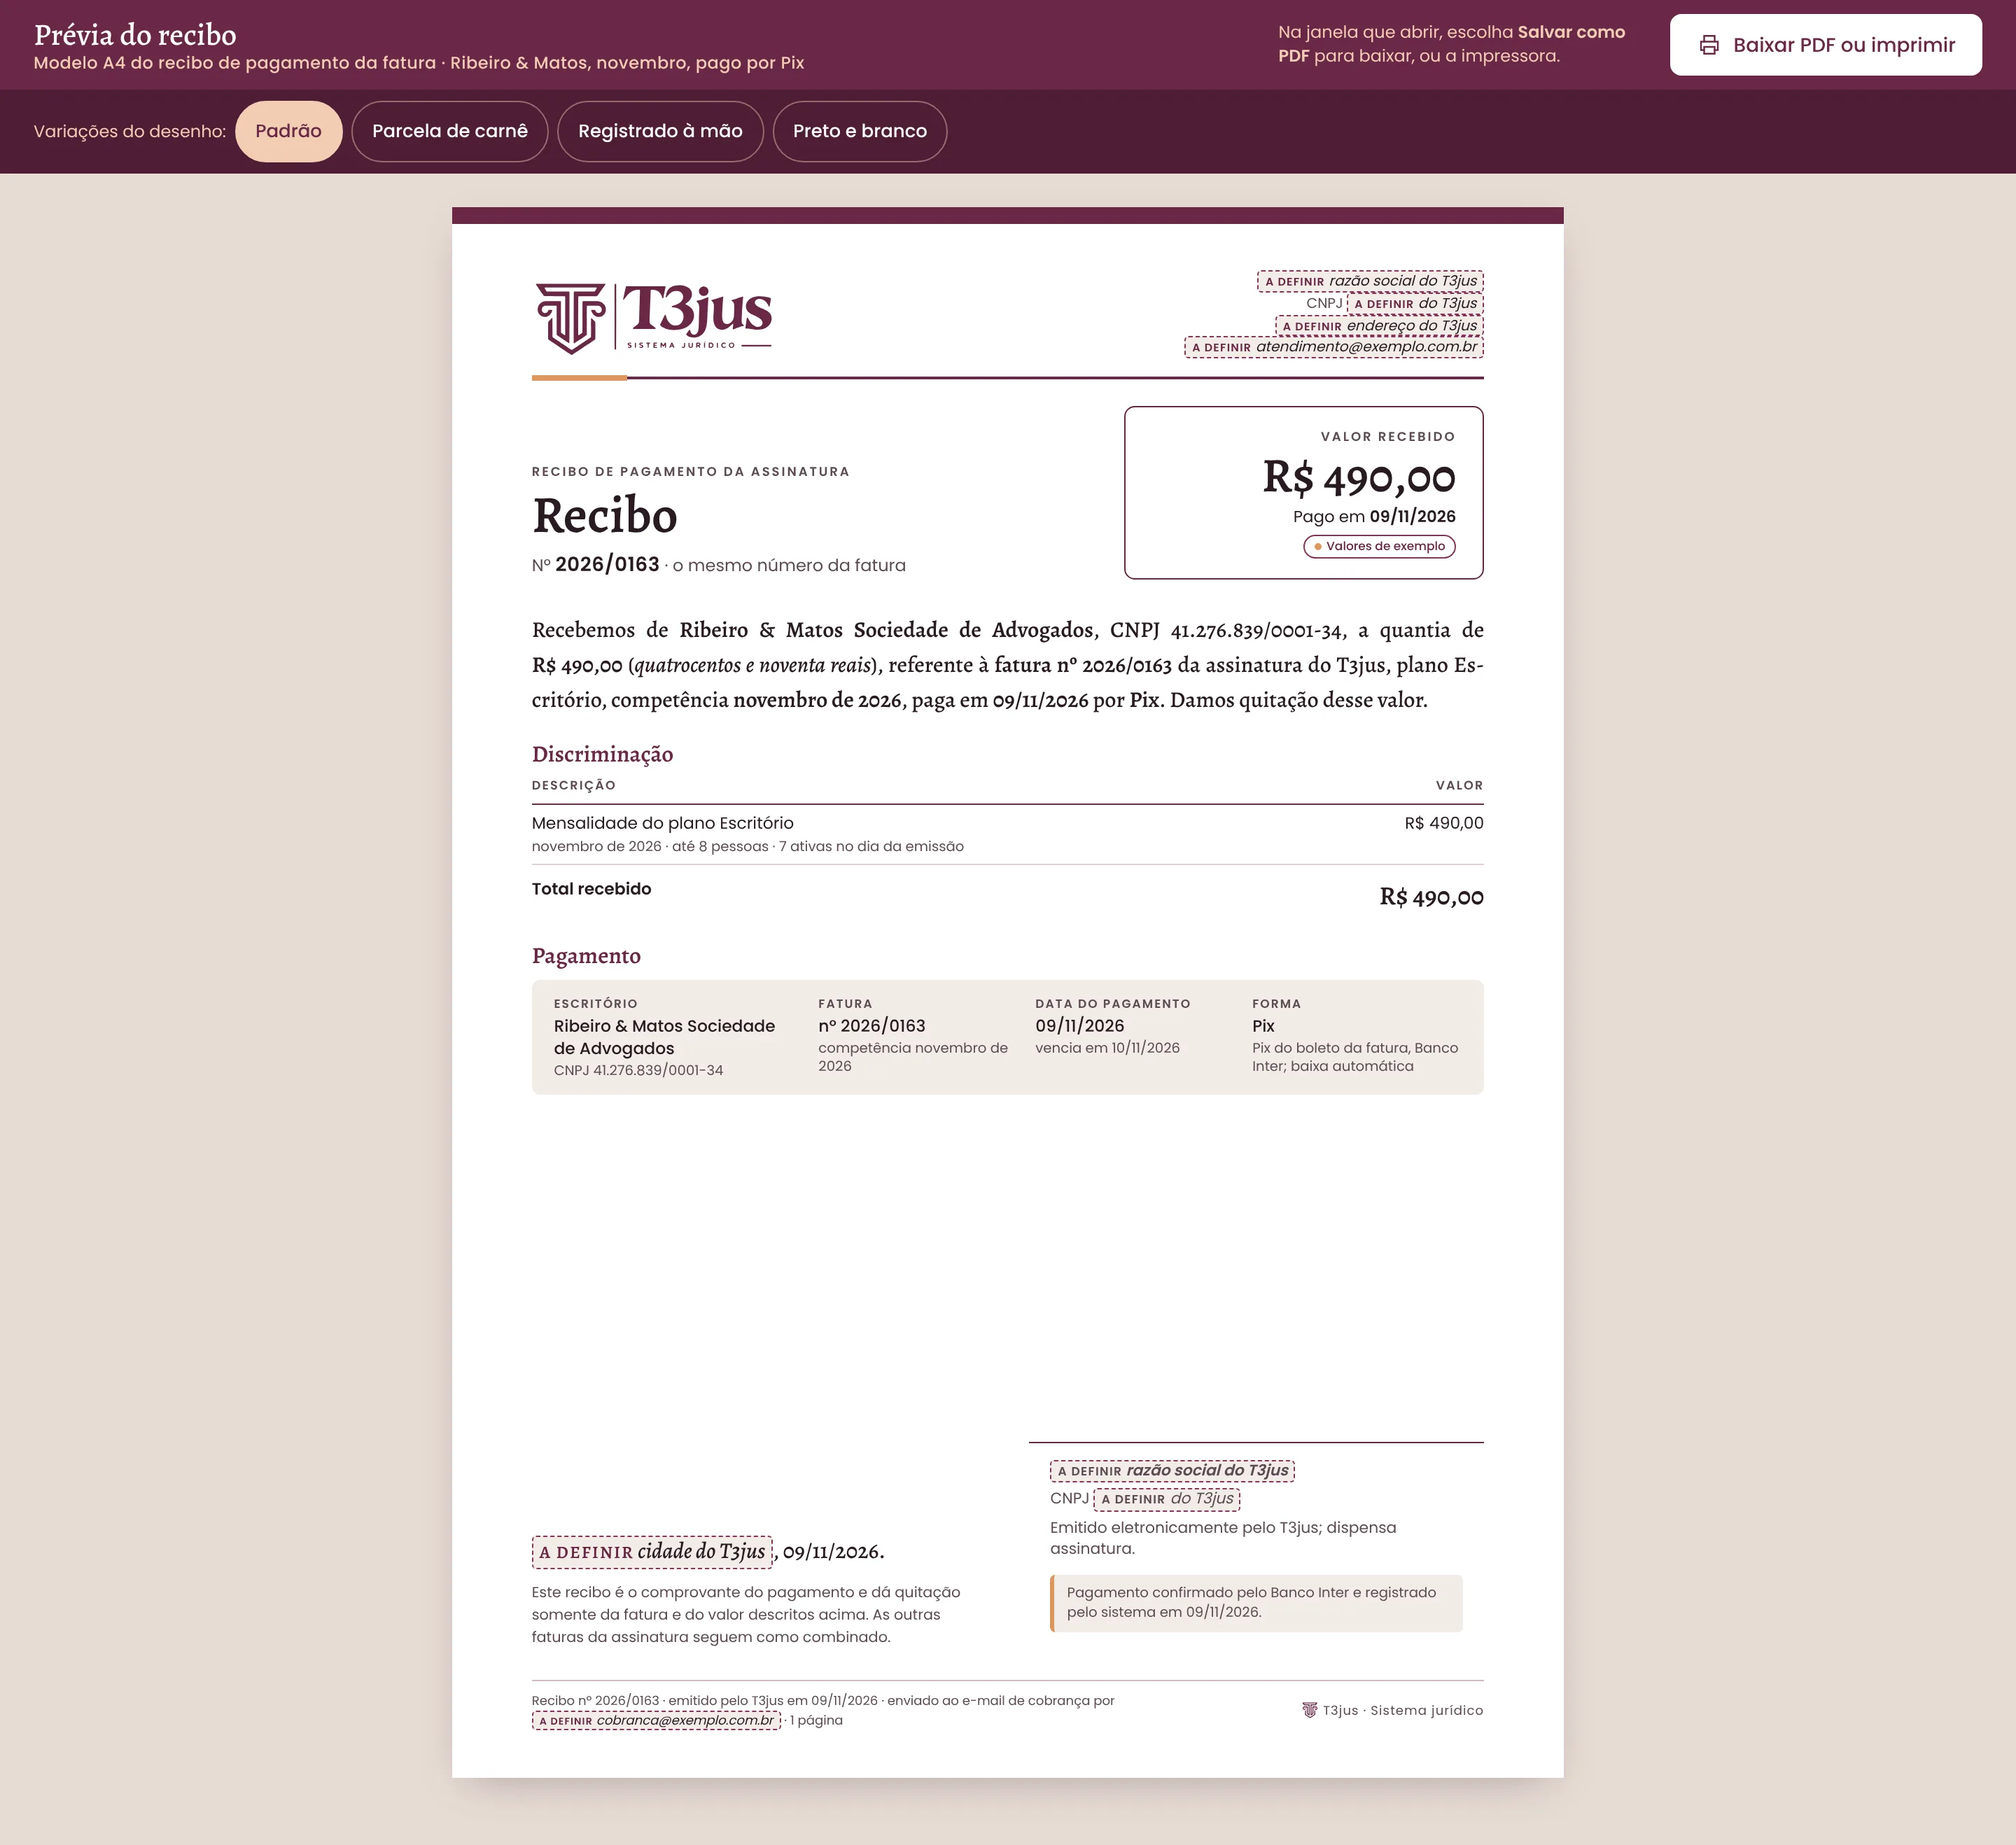 Prévia do recibo
Modelo A4 do recibo de pagamento da fatura · Ribeiro & Matos, novembro, pago por Pix
Na janela que abrir, escolha Salvar como
PDF para baixar, ou a impressora.
Baixar PDF ou imprimir
Variações do desenho:
Padrão
Parcela de carnê
Registrado à mão
Preto e branco
T3jus
SISTEMA JURÍDICO
A DEFINIR razão social do T3jus
CNPJ A DEFINIR do T3jus
A DEFINIR endereço do T3jus
A DEFINIR atendimento@exemplo.com.br
RECIBO DE PAGAMENTO DA ASSINATURA
Recibo
Nº 2026/0163 · o mesmo número da fatura
VALOR RECEBIDO
R$ 490,00
Pago em 09/11/2026
Valores de exemplo
Recebemos de Ribeiro & Matos Sociedade de Advogados, CNPJ 41.276.839/0001-34, a quantia de
R$ 490,00 (quatrocentos e noventa reais), referente à fatura nº 2026/0163 da assinatura do T3jus, plano Es-
critório, competência novembro de 2026, paga em 09/11/2026 por Pix. Damos quitação desse valor.
Discriminação
DESCRIÇÃO
VALOR
Mensalidade do plano Escritório
R$ 490,00
novembro de 2026 · até 8 pessoas · 7 ativas no dia da emissão
Total recebido
R$ 490,00
Pagamento
ESCRITÓRIO
Ribeiro & Matos Sociedade
de Advogados
CNPJ 41.276.839/0001-34
FATURA
nº 2026/0163
competência novembro de
2026
DATA DO PAGAMENTO
09/11/2026
vencia em 10/11/2026
FORMA
Pix
Pix do boleto da fatura, Banco
Inter; baixa automática
A DEFINIR cidade do T3jus, 09/11/2026.
Este recibo é o comprovante do pagamento e dá quitação
somente da fatura e do valor descritos acima. As outras
faturas da assinatura seguem como combinado.
A DEFINIR razão social do T3jus
CNPJ A DEFINIR do T3jus
Emitido eletronicamente pelo T3jus; dispensa
assinatura.
Pagamento confirmado pelo Banco Inter e registrado
pelo sistema em 09/11/2026.
Recibo nº 2026/0163 · emitido pelo T3jus em 09/11/2026 · enviado ao e-mail de cobrança por
A DEFINIR cobranca@exemplo.com.br · 1 página
T3jus · Sistema jurídico